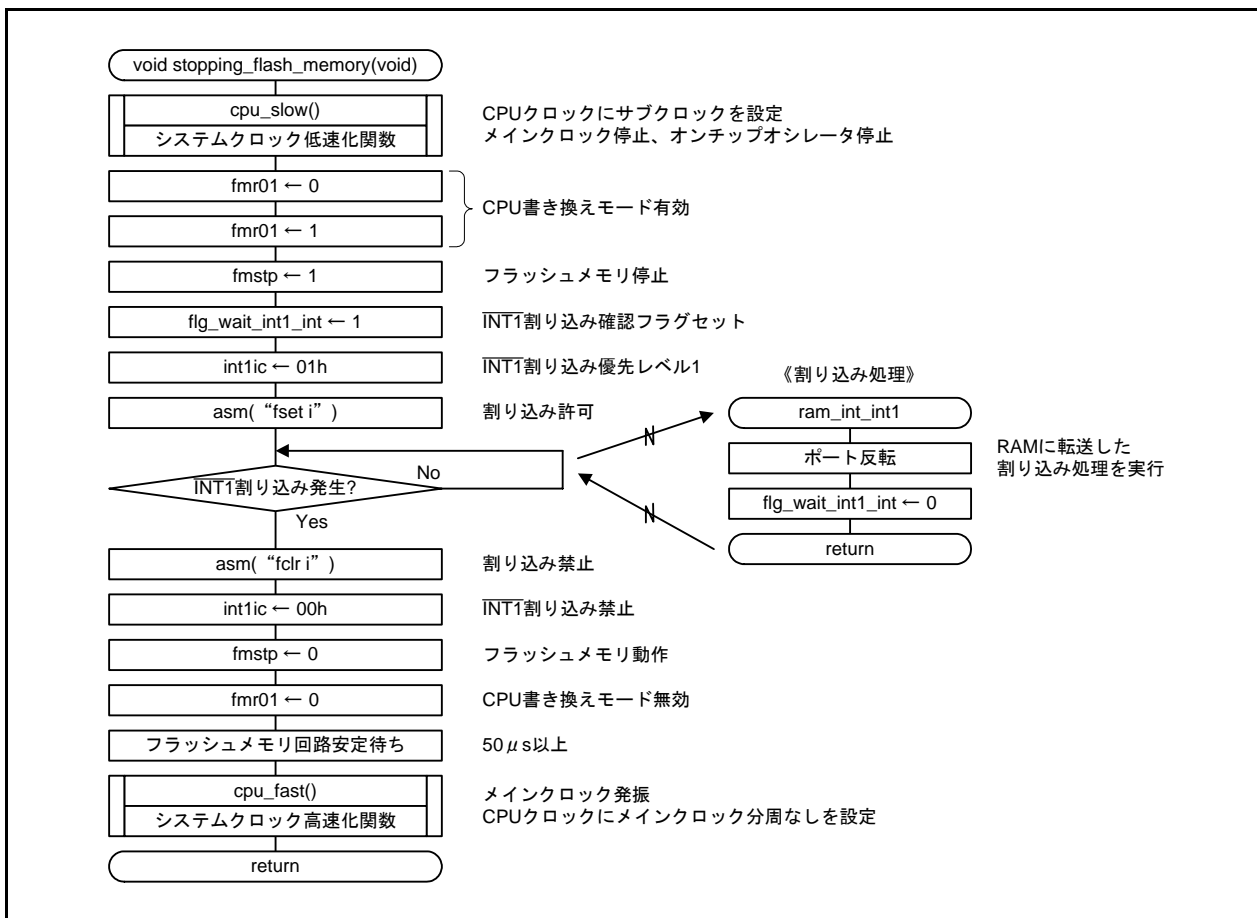 void stopping_flash_memory(void)
cpu_slow()
システムクロック低速化関数
CPUクロックにサブクロックを設定
メインクロック停止、オンチップオシレータ停止
fmr01 ← 0
fmr01 ← 1
CPU書き換えモード有効
fmstp ← 1
フラッシュメモリ停止
flg_wait_int1_int ← 1
INT1割り込み確認フラグセット
int1ic ← 01h
INT1割り込み優先レベル1
asm( “fset i” )
割り込み許可
INT1割り込み発生?
No
Yes
《割り込み処理》
ram_int_int1
ポート反転
RAMに転送した
割り込み処理を実行
flg_wait_int1_int ← 0
return
asm( “fclr i” )
割り込み禁止
int1ic ← 00h
INT1割り込み禁止
fmstp ← 0
フラッシュメモリ動作
fmr01 ← 0
CPU書き換えモード無効
フラッシュメモリ回路安定待ち
50μs以上
cpu_fast()
システムクロック高速化関数
メインクロック発振
CPUクロックにメインクロック分周なしを設定
return